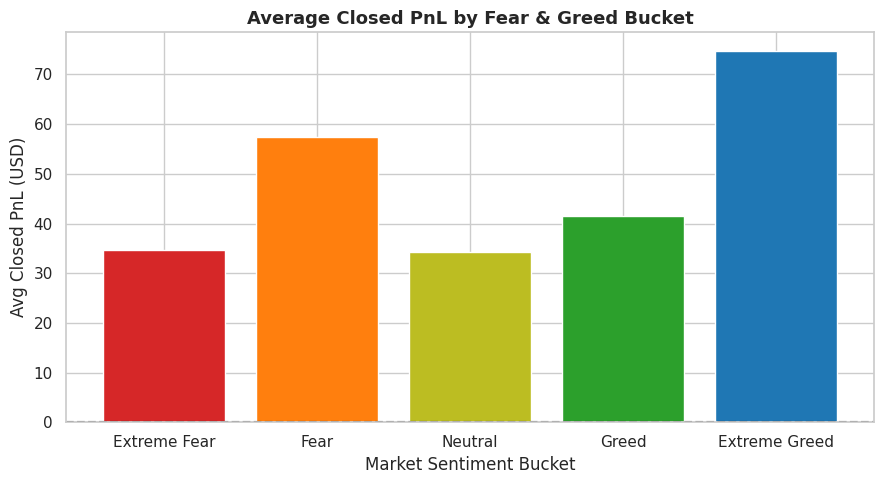 Average Closed PnL by Fear & Greed Bucket
Avg Closed PnL (USD)
70
60
50
40
30
20
10
0
Extreme Fear
Fear
Neutral
Greed
Extreme Greed
Market Sentiment Bucket